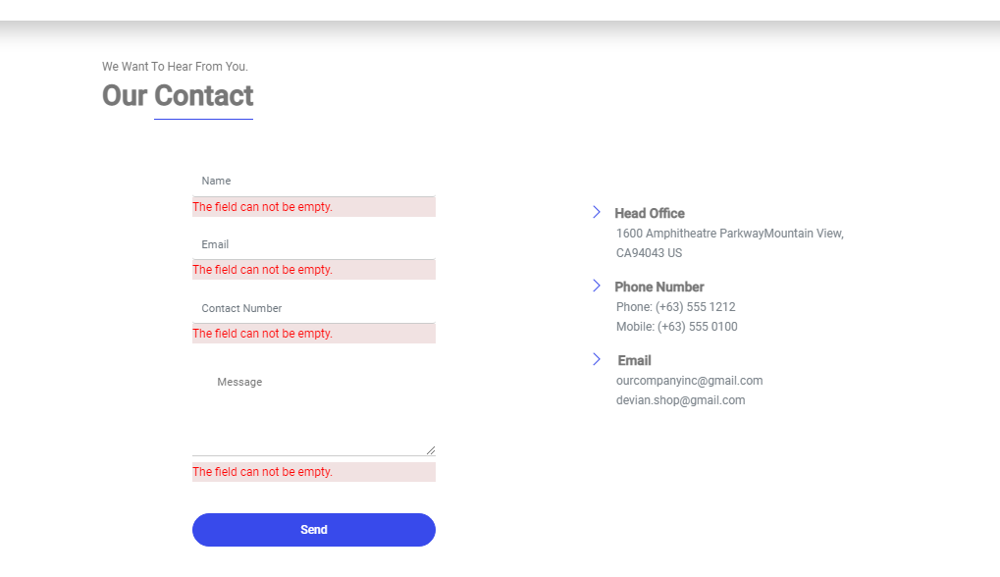 We Want To Hear From You.
Our Contact
Name
The field can not be empty.
Email
The field can not be empty.
Contact Number
The field can not be empty.
Message
The field can not be empty.
Send
Head Office
1600 Amphitheatre ParkwayMountain View,
CA94043 US
Phone Number
Phone: (+63) 555 1212
Mobile: (+63) 555 0100
Email
ourcompanyinc@gmail.com
devian.shop@gmail.com